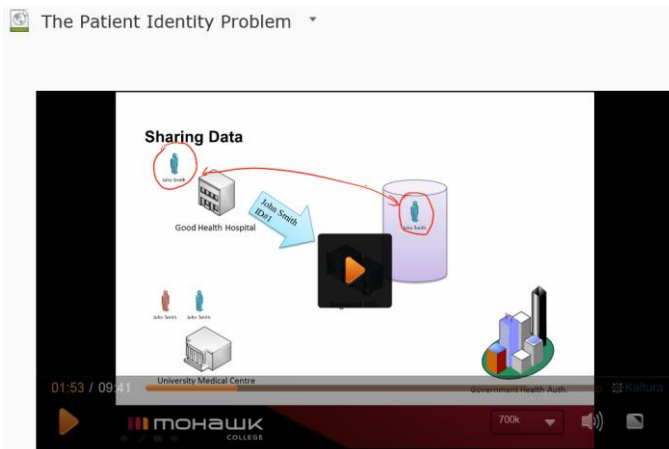 The Patient Identity Problem
Sharing Data
John Smith
Good Health Hospital
John Smith
ID#1
John Smith
John Smith John Smith
University Medical Centre
Government Health Auth.
01:53 / 09:41
Kaltura
mohawk
COLLEGE
700k